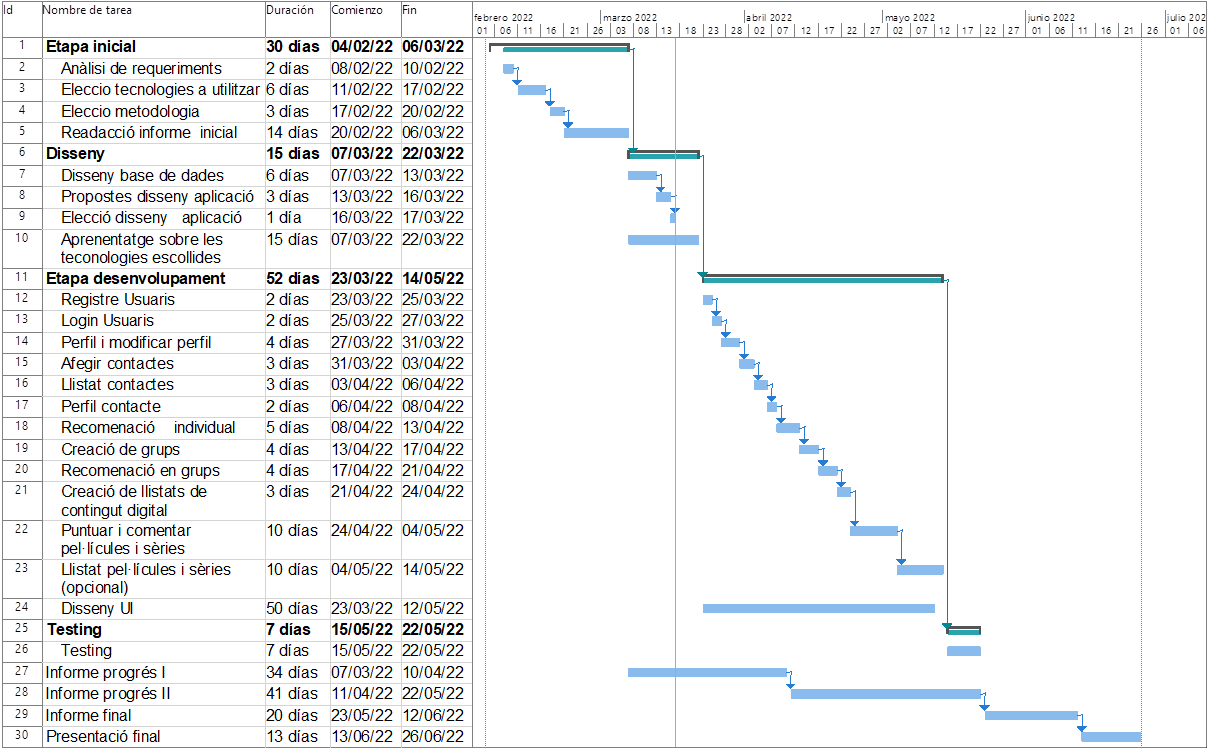 Id Nombre de tarea Duración Comienzo Fin
febrero 2022 marzo 2022 abril 2022 mayo 2022 junio 2022 julio 202
01 06 11 16 21 26 03 08 13 18 23 28 02 07 12 17 22 27 02 07 12 17 22 27 01 06 11 16 21 26 01 06
1 Etapa inicial 30 días 04/02/22 06/03/22
2 Anàlisi de requeriments 2 días 08/02/22 10/02/22
3 Eleccio tecnologies a utilitzar 6 días 11/02/22 17/02/22
4 Eleccio metodologia 3 días 17/02/22 20/02/22
5 Readacció informe inicial 14 días 20/02/22 06/03/22
6 Disseny 15 días 07/03/22 22/03/22
7 Disseny base de dades 6 días 07/03/22 13/03/22
8 Propostes disseny aplicació 3 días 13/03/22 16/03/22
9 Elecció disseny aplicació 1 día 16/03/22 17/03/22
10 Aprenentatge sobre les 15 días 07/03/22 22/03/22
teconologies escollides
11 Etapa desenvolupament 52 días 23/03/22 14/05/22
12 Registre Usuaris 2 días 23/03/22 25/03/22
13 Login Usuaris 2 días 25/03/22 27/03/22
14 Perfil i modificar perfil 4 días 27/03/22 31/03/22
15 Afegir contactes 3 días 31/03/22 03/04/22
16 Llistat contactes 3 días 03/04/22 06/04/22
17 Perfil contacte 2 días 06/04/22 08/04/22
18 Recomenació individual 5 días 08/04/22 13/04/22
19 Creació de grups 4 días 13/04/22 17/04/22
20 Recomenació en grups 4 días 17/04/22 21/04/22
21 Creació de llistats de 3 días 21/04/22 24/04/22
contingut digital
22 Puntuar i comentar 10 días 24/04/22 04/05/22
pel·lícules i sèries
23 Llistat pel·lícules i sèries 10 días 04/05/22 14/05/22
(opcional)
24 Disseny UI 50 días 23/03/22 12/05/22
25 Testing 7 días 15/05/22 22/05/22
26 Testing 7 días 15/05/22 22/05/22
27 Informe progrés I 34 días 07/03/22 10/04/22
28 Informe progrés II 41 días 11/04/22 22/05/22
29 Informe final 20 días 23/05/22 12/06/22
30 Presentació final 13 días 13/06/22 26/06/22